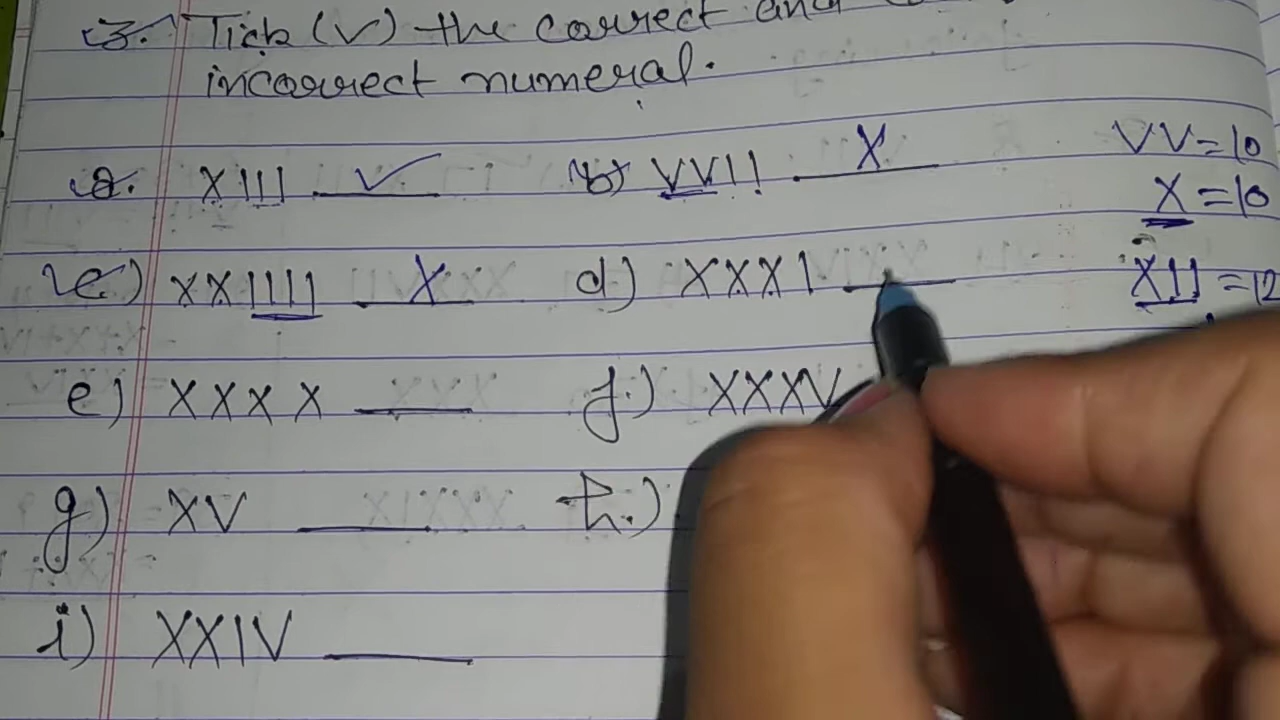 3. Tick (√) the correct and
incorrect numeral.
a. XIII ✓ b) VVII X VV=10
X=10
c) XXIIII X d) XXXI XII=12
e) XXXX f.) XXXV
g) XV h.)
i) XXIV